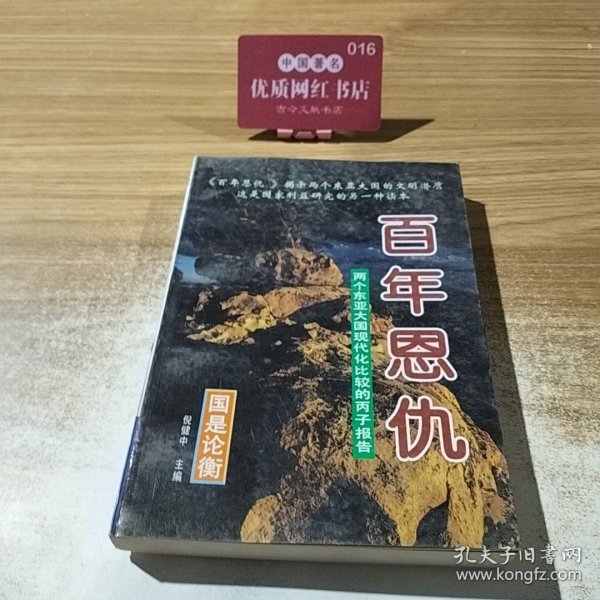 016
中国著名
优质网红书店
古今文献书店
《百年恩仇》揭示两个东亚大国的文明潜质
这是国家利益研究的另一种读本
百年恩仇
两个东亚大国现代化比较的丙子报告
国是论衡
倪健中 主编
孔夫子旧书网
www.kongfz.com